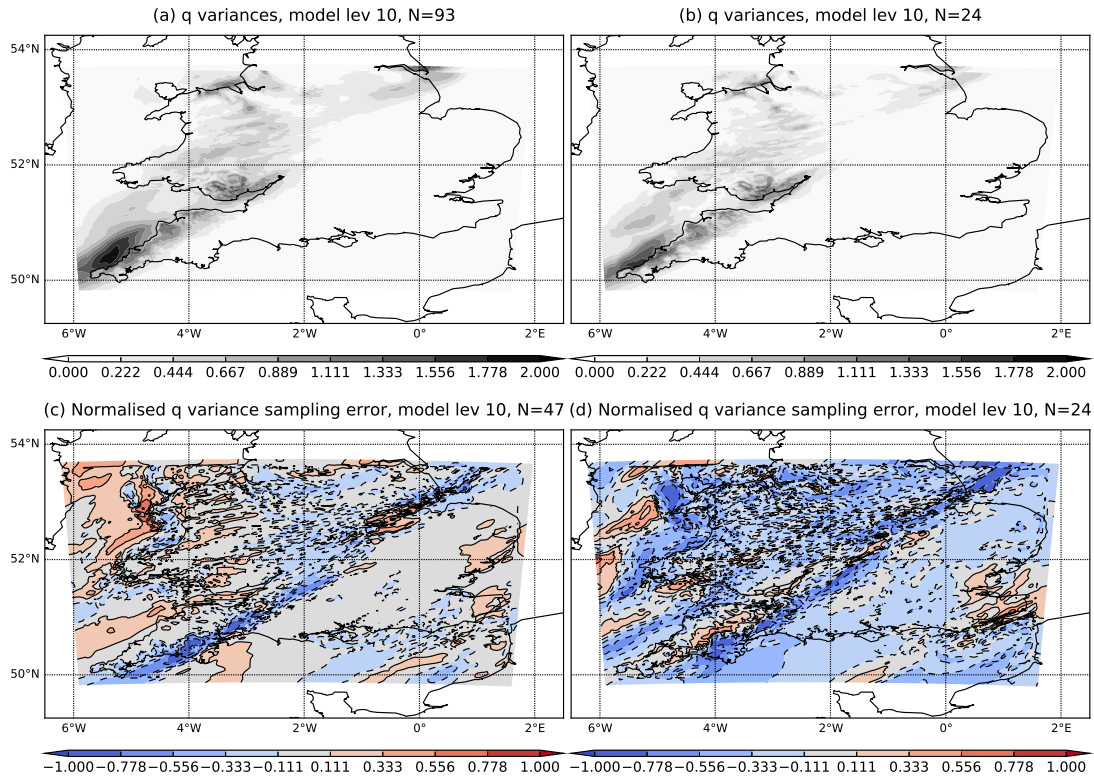 (a) q variances, model lev 10, N=93
(b) q variances, model lev 10, N=24
54°N
52°N
50°N
6°W 4°W 2°W 0° 2°E
6°W 4°W 2°W 0° 2°E
0.000 0.222 0.444 0.667 0.889 1.111 1.333 1.556 1.778 2.000
0.000 0.222 0.444 0.667 0.889 1.111 1.333 1.556 1.778 2.000
(c) Normalised q variance sampling error, model lev 10, N=47
(d) Normalised q variance sampling error, model lev 10, N=24
54°N
52°N
50°N
6°W 4°W 2°W 0° 2°E
6°W 4°W 2°W 0° 2°E
−1.000 −0.778 −0.556 −0.333 −0.111 0.111 0.333 0.556 0.778 1.000
−1.000 −0.778 −0.556 −0.333 −0.111 0.111 0.333 0.556 0.778 1.000